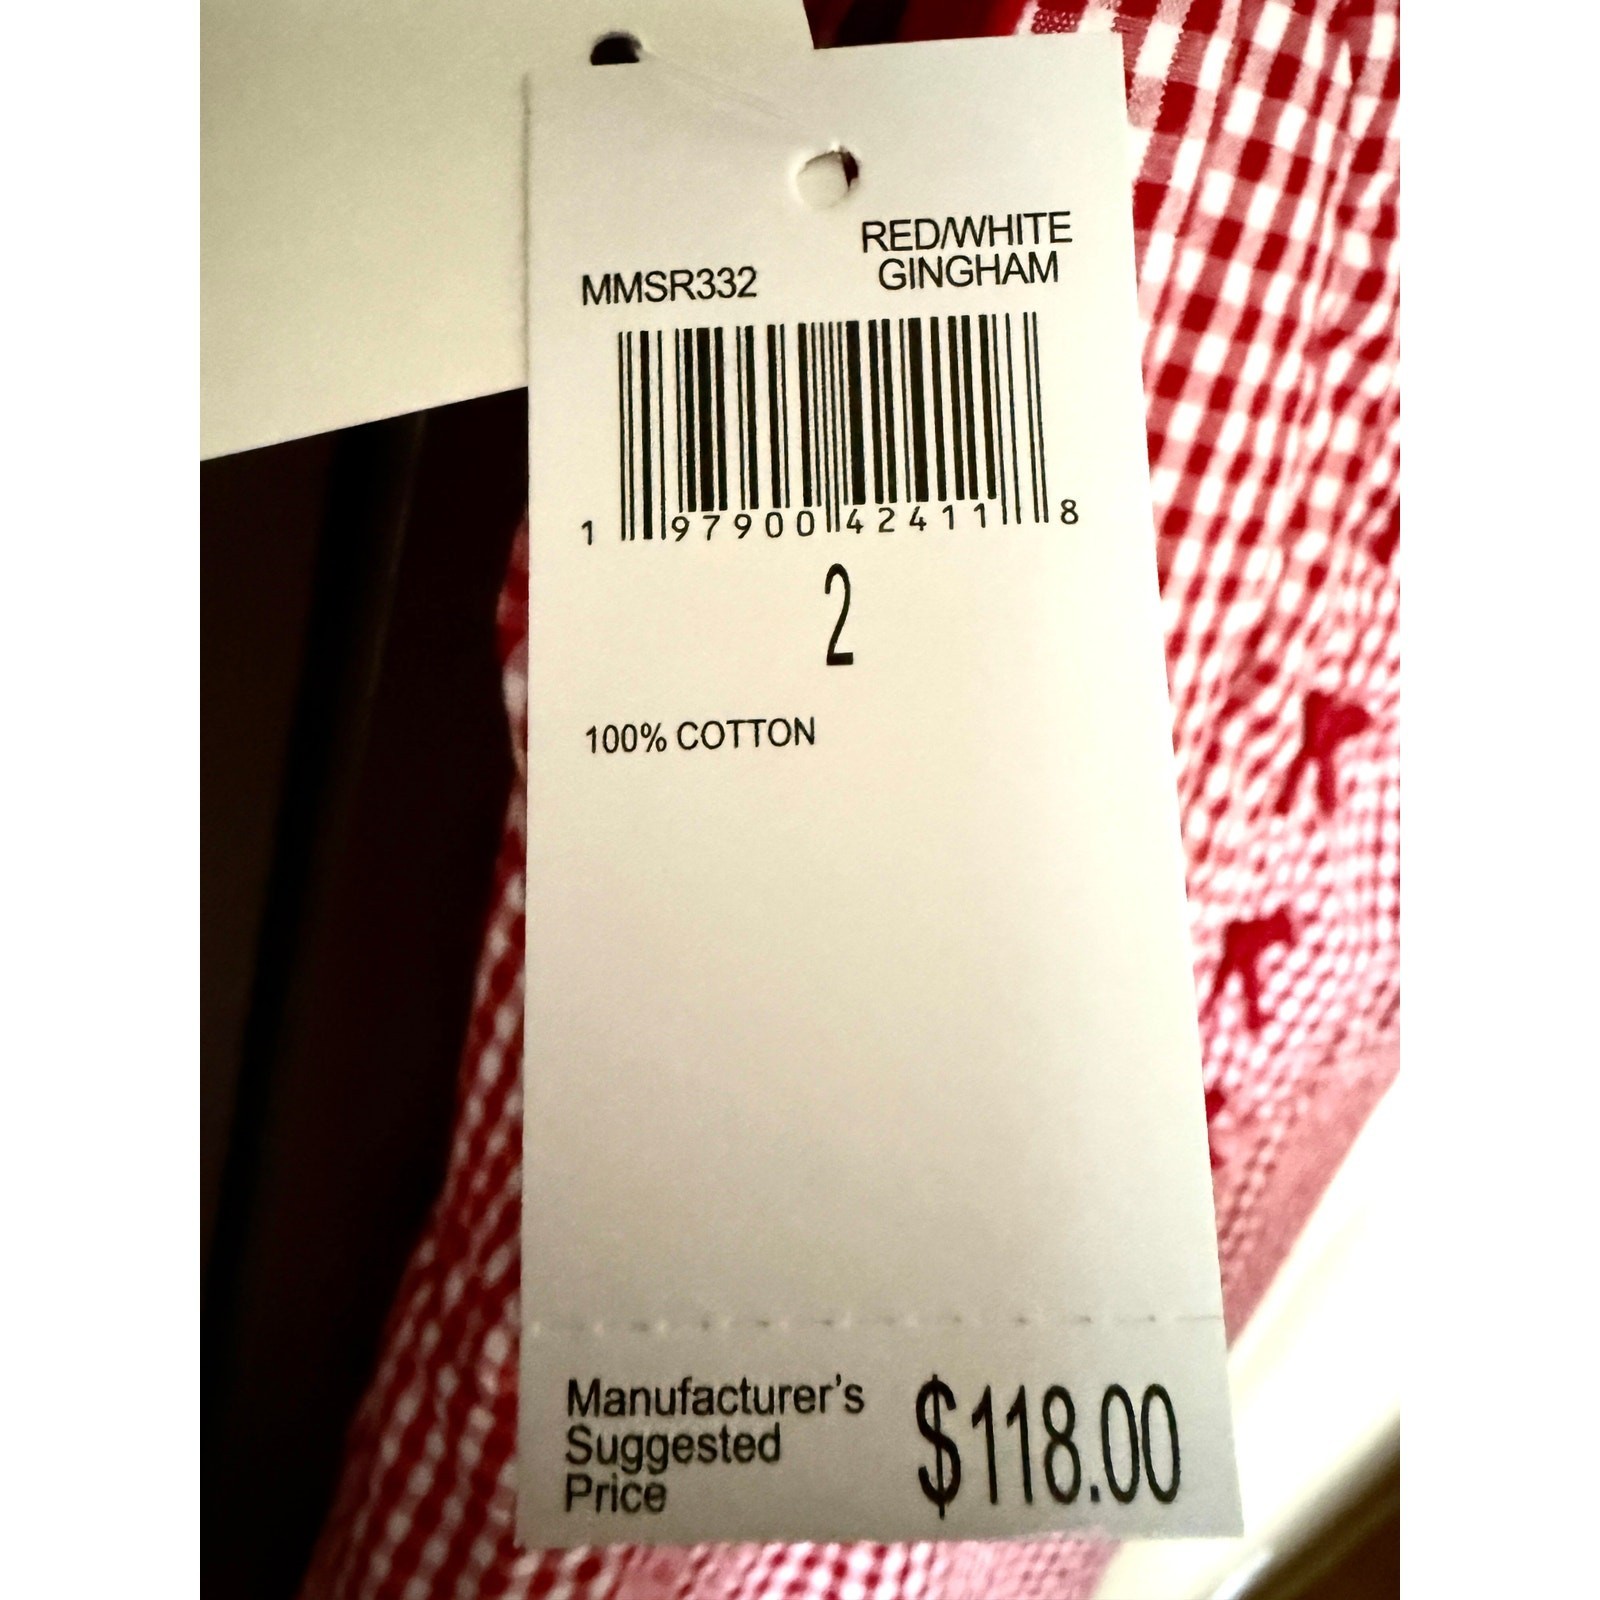 RED/WHITE
GINGHAM
MMSR332
1 97900 42411 8
2
100% COTTON
Manufacturer's
Suggested
Price
$118.00